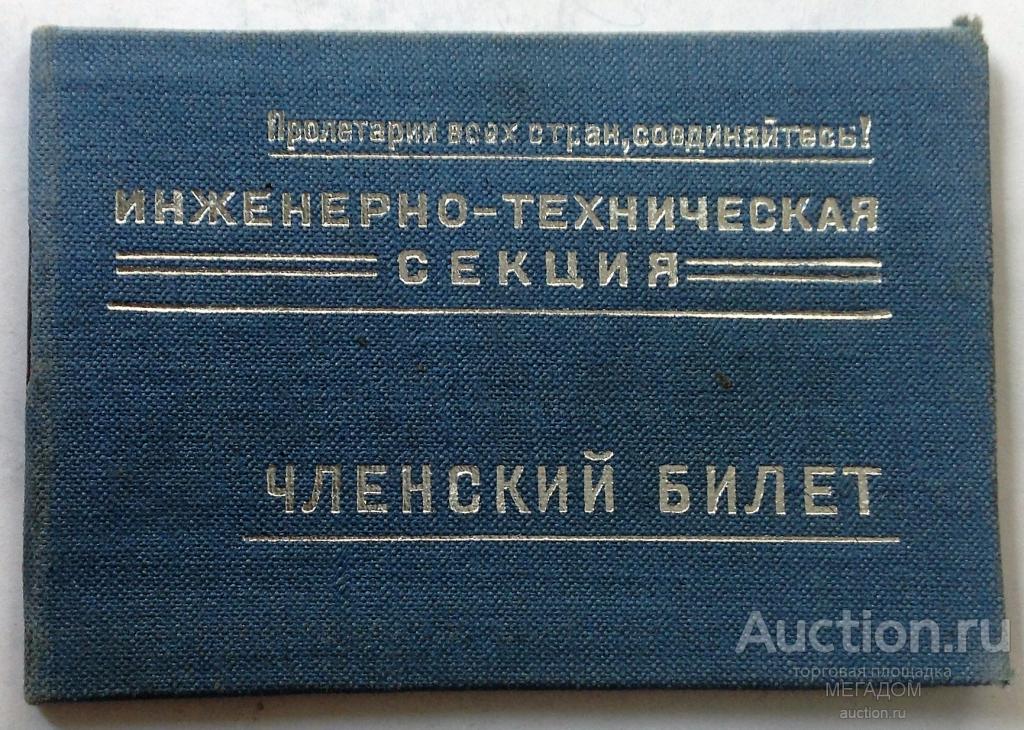 Пролетарии всех стран, соединяйтесь!
ИНЖЕНЕРНО-ТЕХНИЧЕСКАЯ
СЕКЦИЯ
ЧЛЕНСКИЙ БИЛЕТ
Auction.ru
торговая площадка
МЕГАДОМ
auction.ru